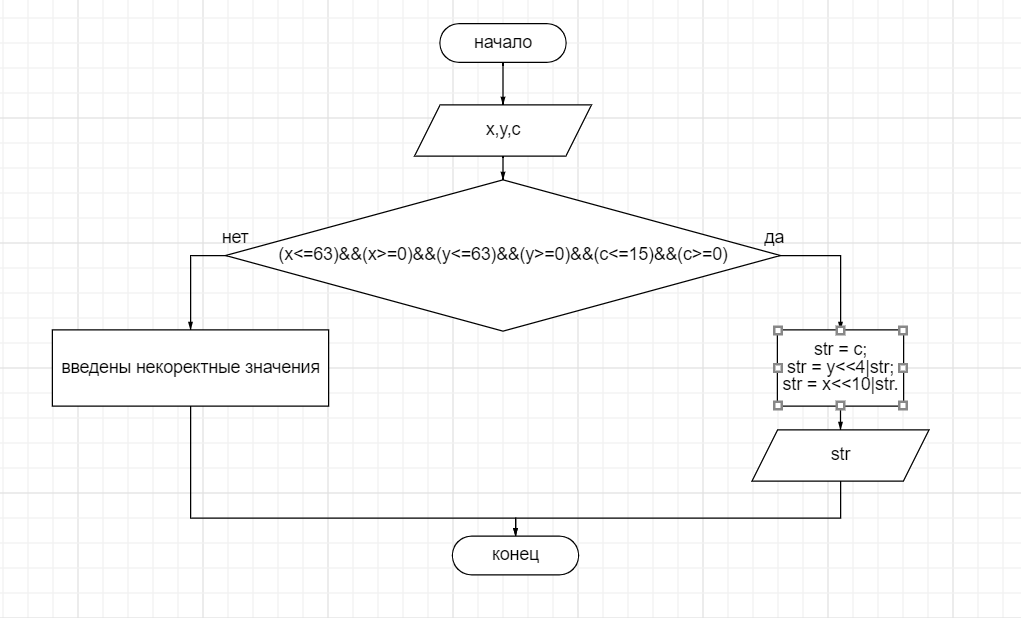 начало
x,y,c
нет
да
(x<=63)&&(x>=0)&&(y<=63)&&(y>=0)&&(c<=15)&&(c>=0)
введены некоректные значения
str = c;
str = y<<4|str;
str = x<<10|str.
str
конец